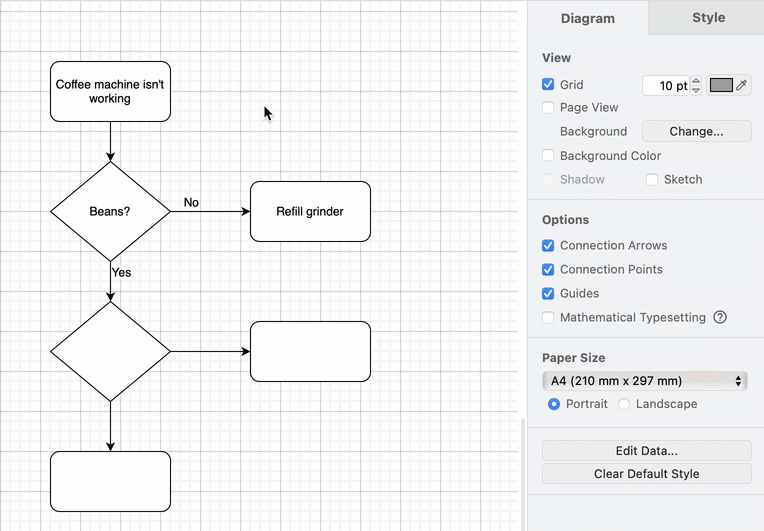 Coffee machine isn't
working
Beans?
No
Refill grinder
Yes
Diagram
Style
View
Grid
10 pt
Page View
Background
Change...
Background Color
Shadow
Sketch
Options
Connection Arrows
Connection Points
Guides
Mathematical Typesetting ?
Paper Size
A4 (210 mm x 297 mm)
Portrait
Landscape
Edit Data...
Clear Default Style